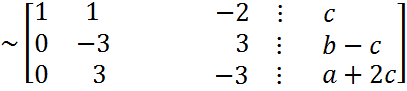 1 1 −2 ⋮ c
~ 0 −3 3 ⋮ b − c
0 3 −3 ⋮ a + 2c